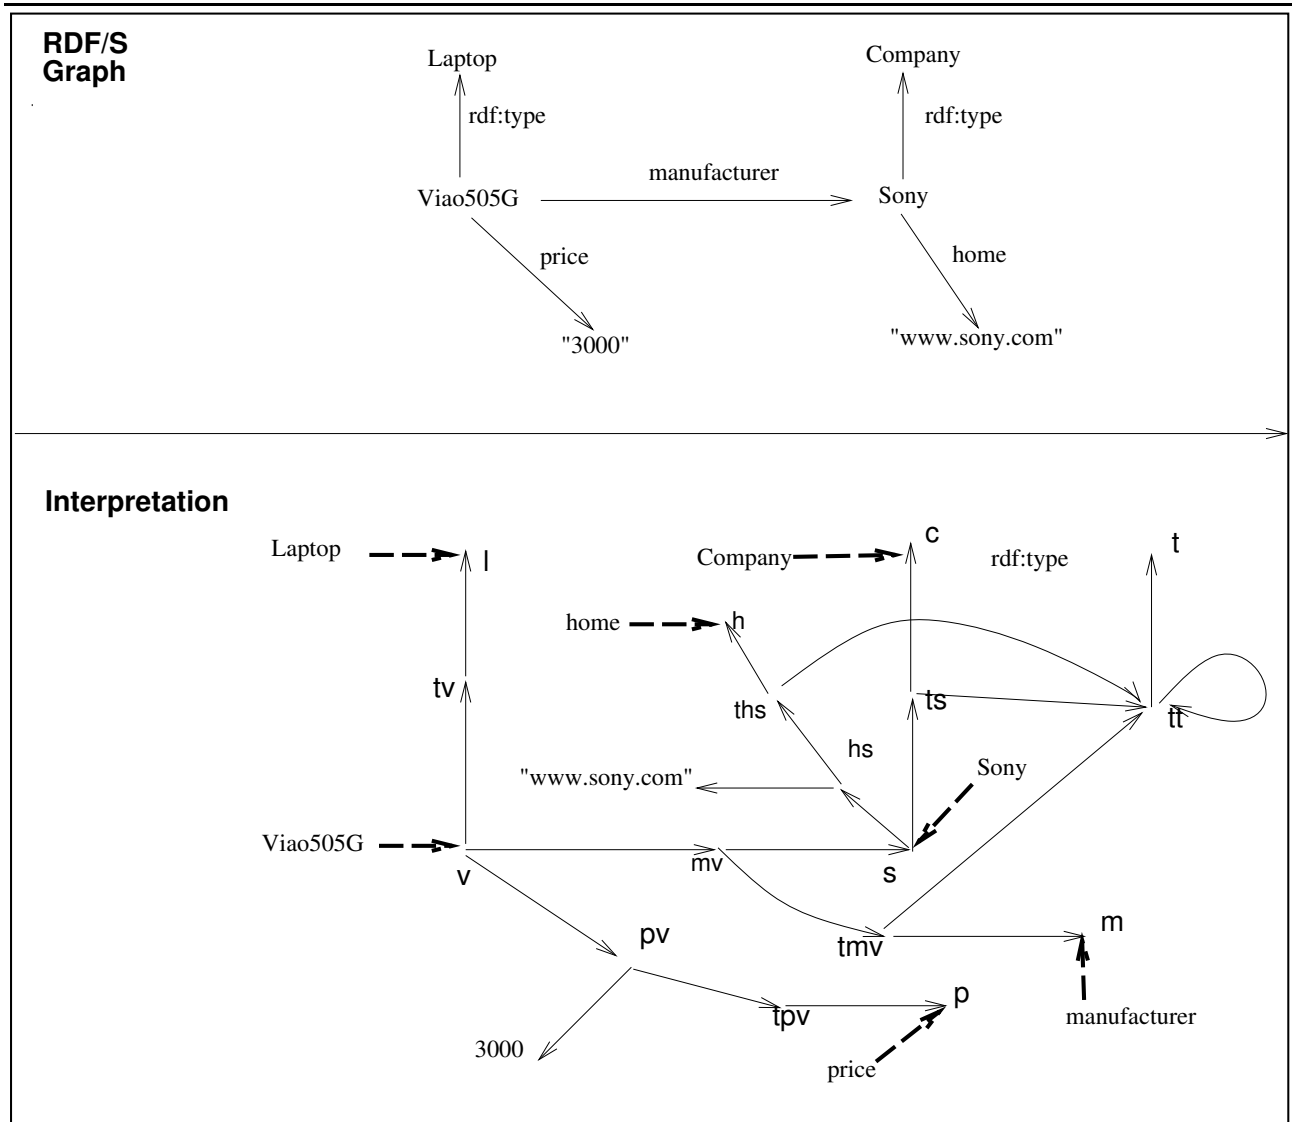 RDF/S
Graph
Laptop
Company
rdf:type
rdf:type
manufacturer
Viao505G
Sony
price
home
"3000"
"www.sony.com"
Interpretation
Laptop
l
Company
c
rdf:type
t
home
h
tv
ths
ts
tt
hs
"www.sony.com"
Sony
Viao505G
v
mv
s
pv
tmv
m
tpv
p
manufacturer
3000
price